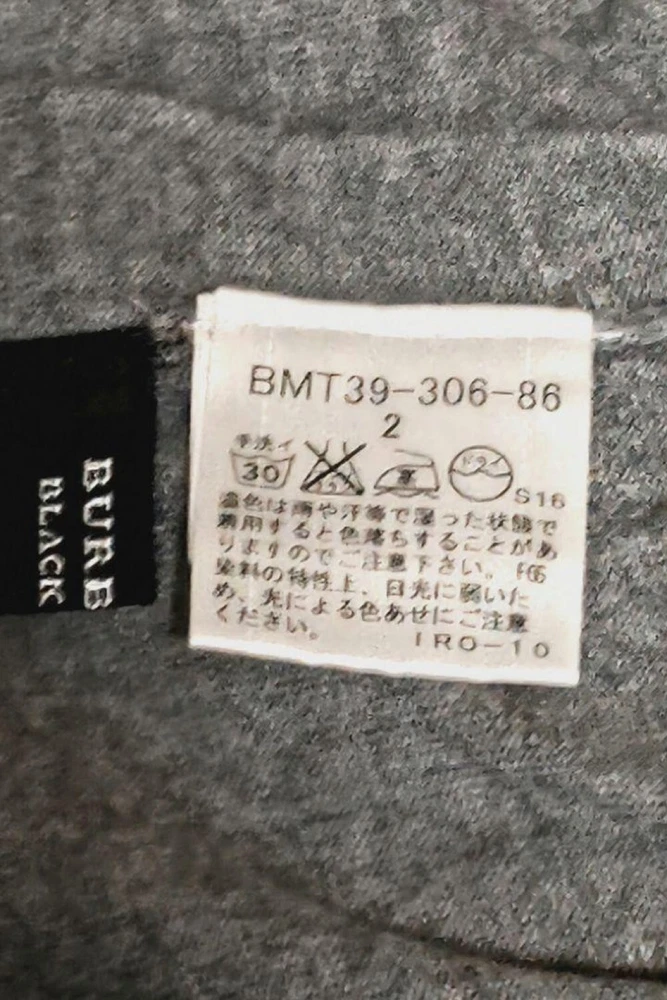 BURB
BLACK
BMT39-306-86
2
手洗イ
30
中
ドライ
S16
濃色は雨や汗等で湿った状態で
着用すると色落ちすることがあ
りますのでご注意下さい。 F06
染料の特性上、日光に弱いた
め、光による色あせにご注意
ください。
IRO-10